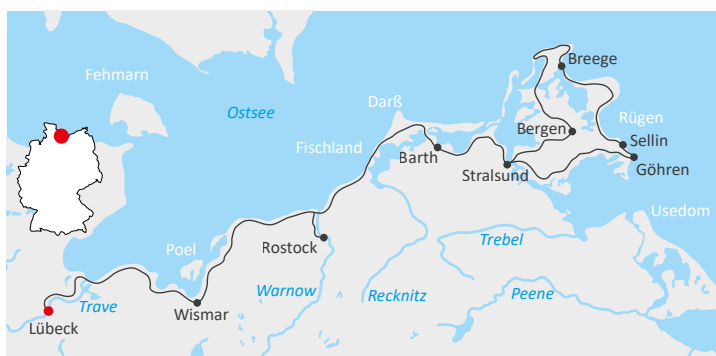 Breege
Fehmarn
Darß
Ostsee
Rügen
Bergen
Sellin
Fischland
Barth
Göhren
Stralsund
Usedom
Trebel
Rostock
Poel
Warnow
Recknitz
Peene
Trave
Wismar
Lübeck